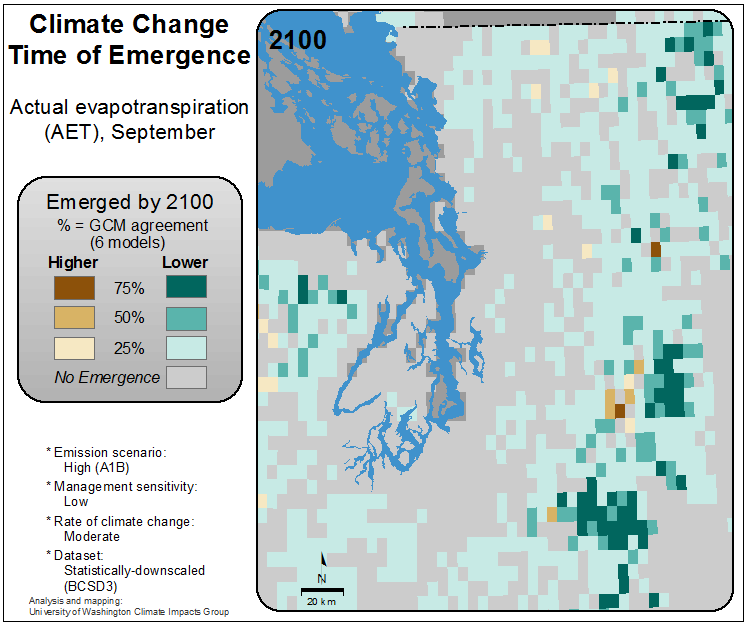 Climate Change
Time of Emergence
Actual evapotranspiration
(AET), September
Emerged by 2100
% = GCM agreement
(6 models)
Higher Lower
75%
50%
25%
No Emergence
* Emission scenario:
High (A1B)
* Management sensitivity:
Low
* Rate of climate change:
Moderate
* Dataset:
Statistically-downscaled
(BCSD3)
Analysis and mapping:
University of Washington Climate Impacts Group
2100
N
20 km